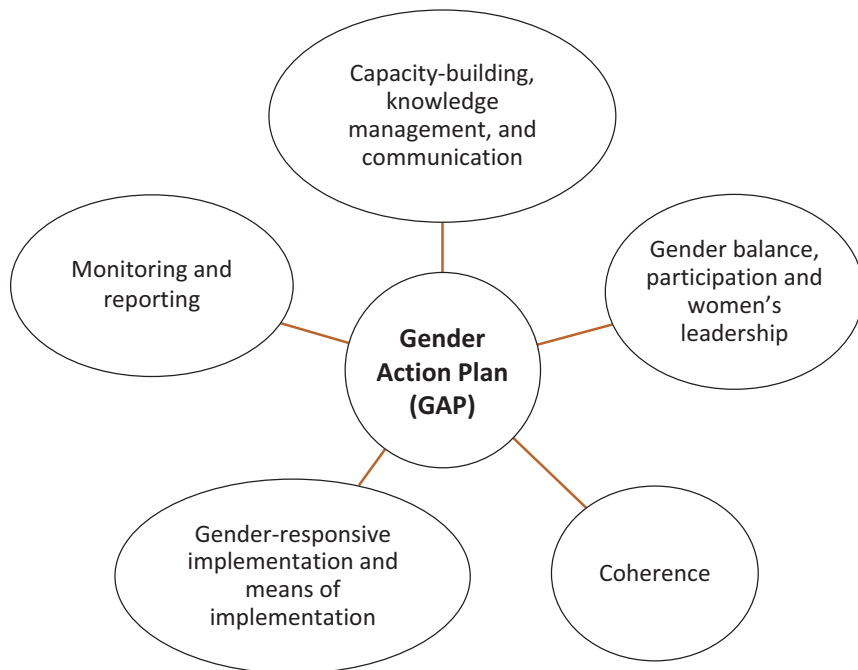 Capacity-building,
knowledge
management, and
communication
Gender balance,
participation and
women’s
leadership
Monitoring and
reporting
Gender
Action Plan
(GAP)
Gender-responsive
implementation and
means of
implementation
Coherence